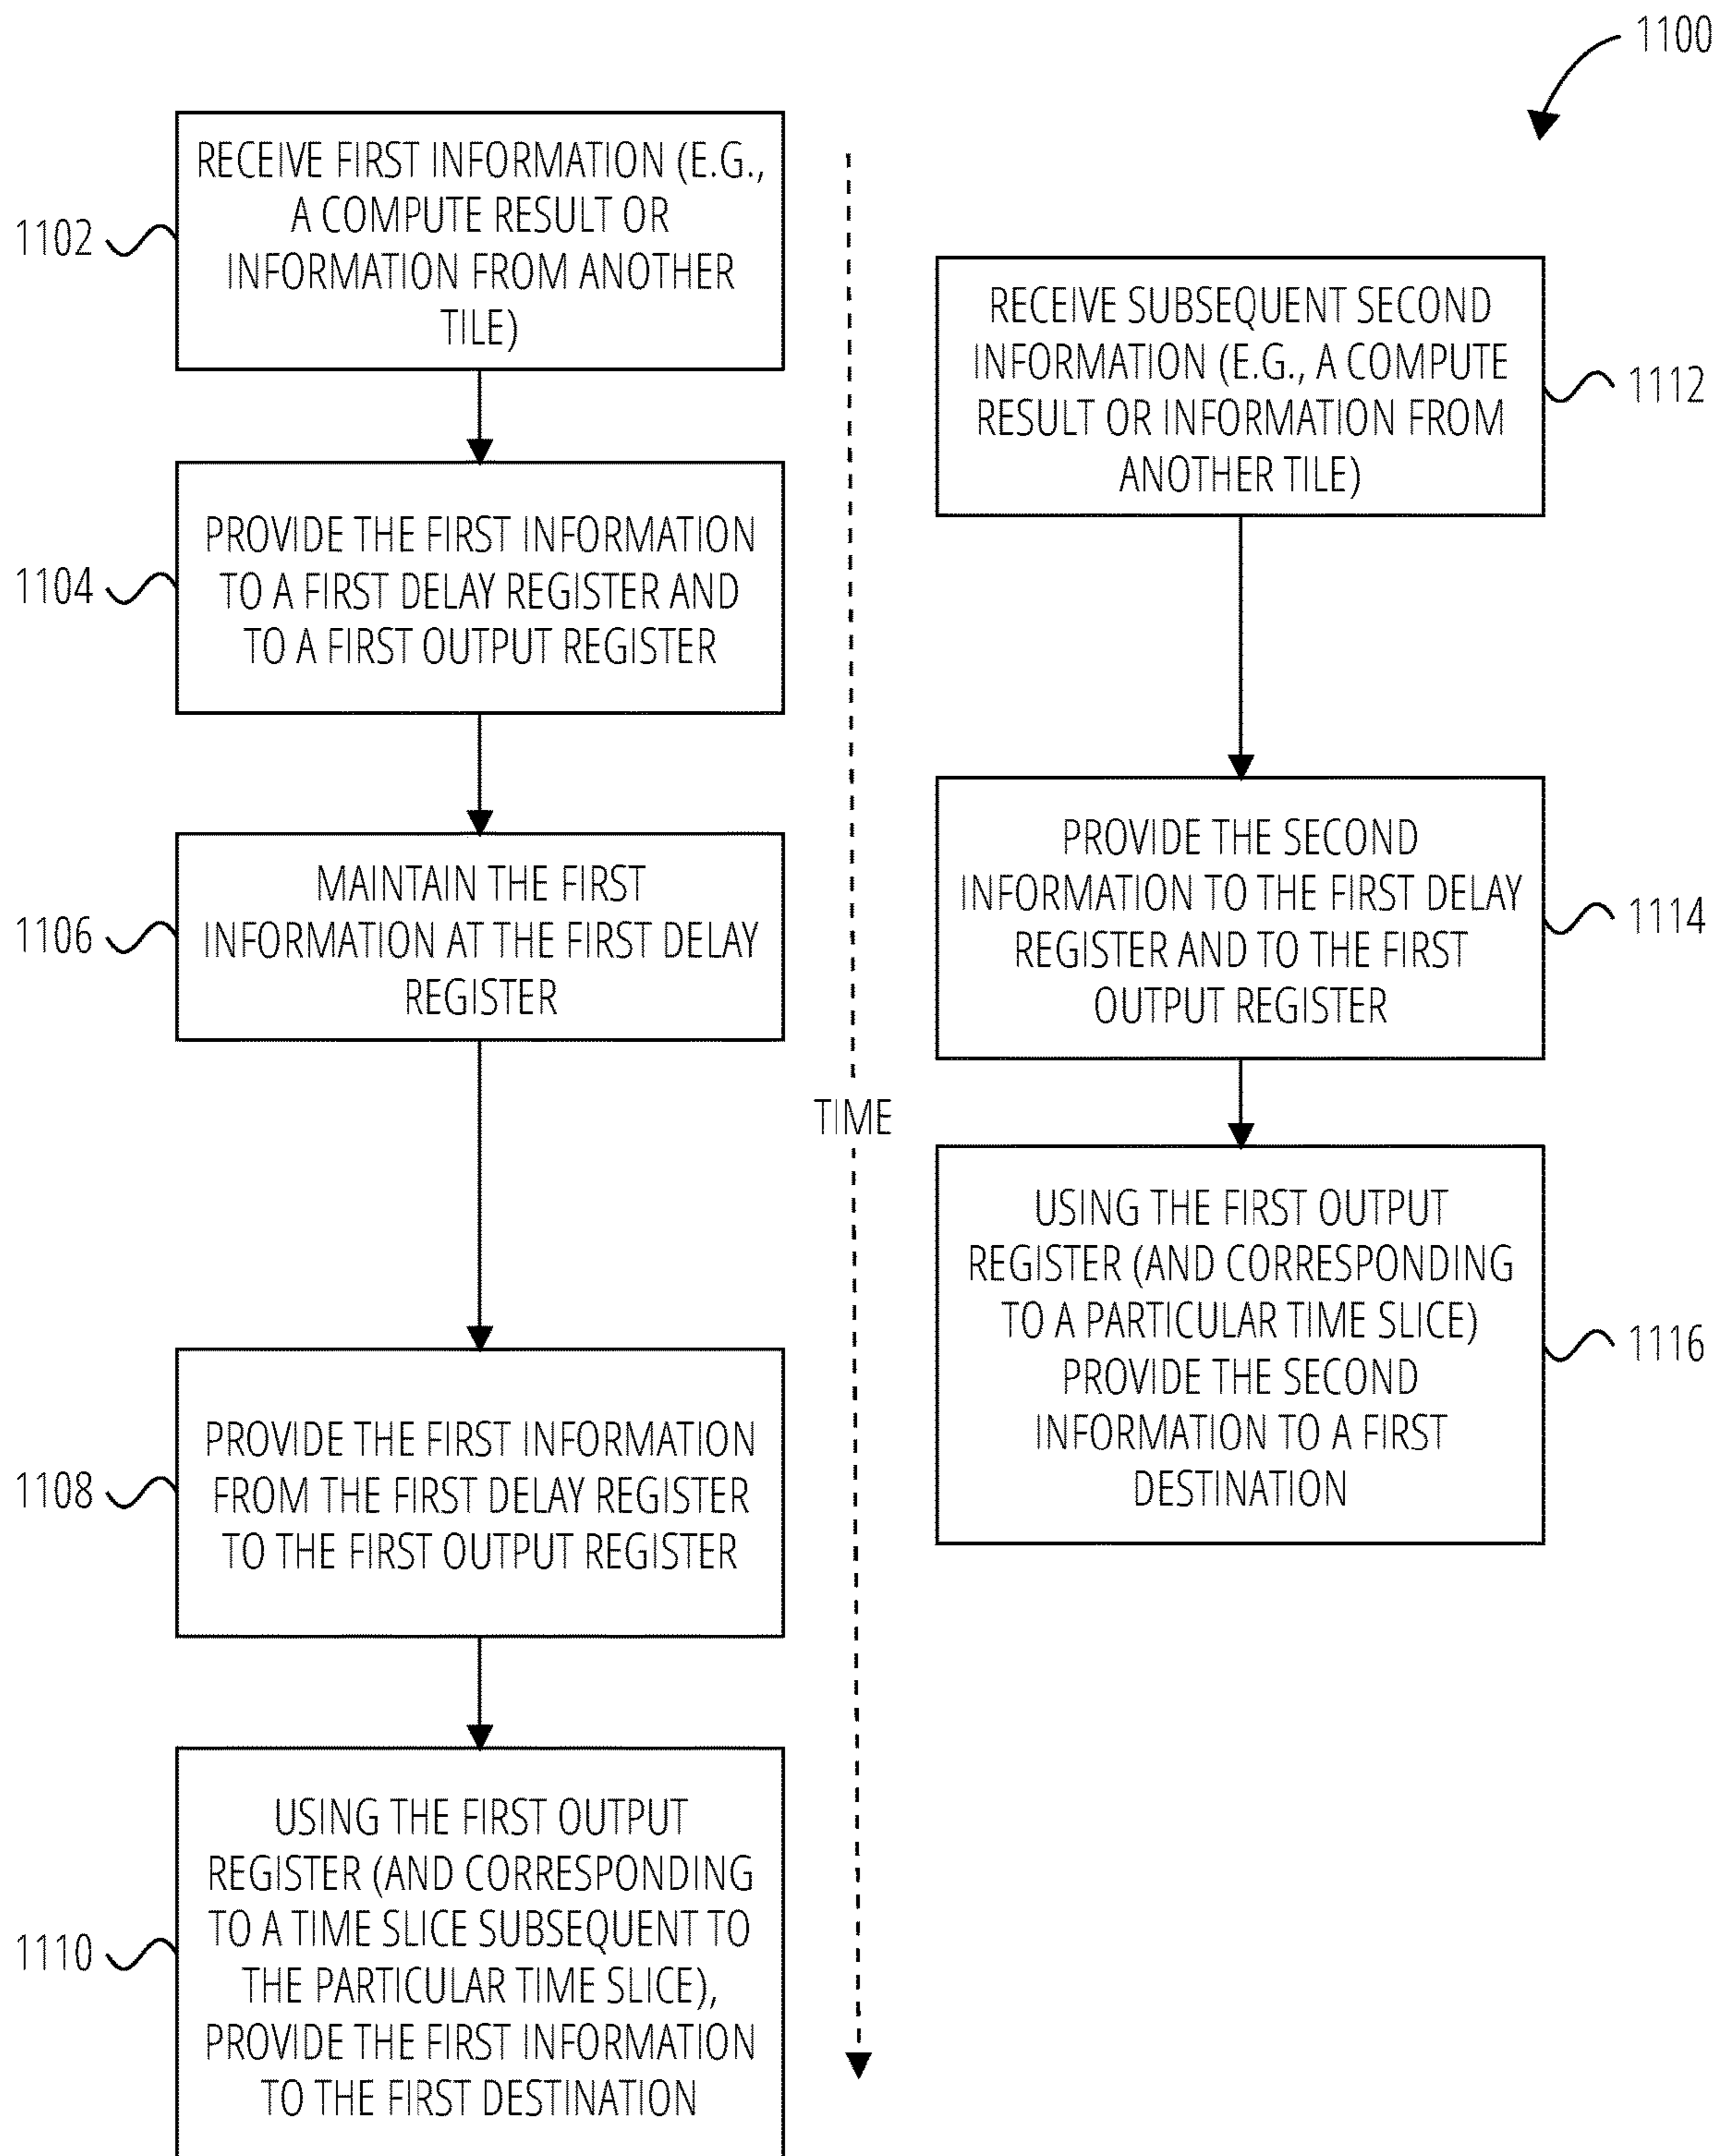 1100
1102
RECEIVE FIRST INFORMATION (E.G.,
A COMPUTE RESULT OR
INFORMATION FROM ANOTHER
TILE)
1104
PROVIDE THE FIRST INFORMATION
TO A FIRST DELAY REGISTER AND
TO A FIRST OUTPUT REGISTER
1106
MAINTAIN THE FIRST
INFORMATION AT THE FIRST DELAY
REGISTER
1108
PROVIDE THE FIRST INFORMATION
FROM THE FIRST DELAY REGISTER
TO THE FIRST OUTPUT REGISTER
1110
USING THE FIRST OUTPUT
REGISTER (AND CORRESPONDING
TO A TIME SLICE SUBSEQUENT TO
THE PARTICULAR TIME SLICE),
PROVIDE THE FIRST INFORMATION
TO THE FIRST DESTINATION
TIME
RECEIVE SUBSEQUENT SECOND
INFORMATION (E.G., A COMPUTE
RESULT OR INFORMATION FROM
ANOTHER TILE)
1112
PROVIDE THE SECOND
INFORMATION TO THE FIRST DELAY
REGISTER AND TO THE FIRST
OUTPUT REGISTER
1114
USING THE FIRST OUTPUT
REGISTER (AND CORRESPONDING
TO A PARTICULAR TIME SLICE)
PROVIDE THE SECOND
INFORMATION TO A FIRST
DESTINATION
1116